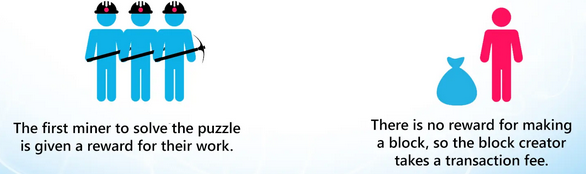 The first miner to solve the puzzle
is given a reward for their work.
There is no reward for making
a block, so the block creator
takes a transaction fee.